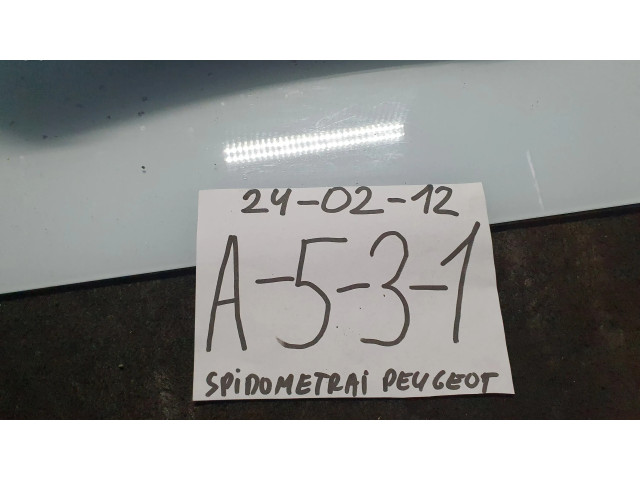 24-02-12
A-5-3-1
SPiDOMETRAi PEUGEOT